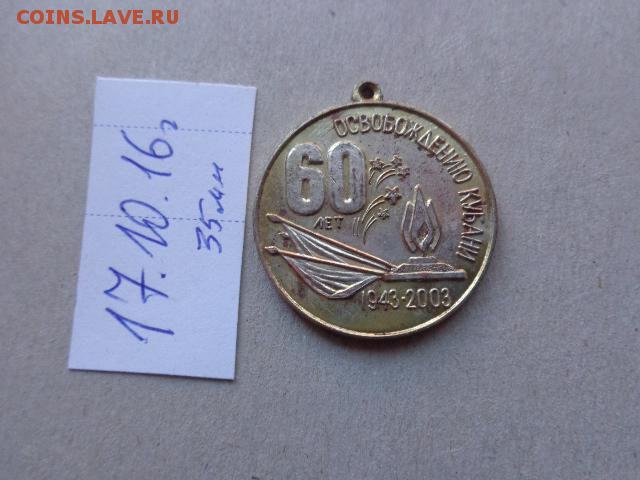 COINS.LAVE.RU
17.10.16г
35мм
ОСВОБОЖДЕНИЮ КУБАНИ
60
ЛЕТ
1943-2003